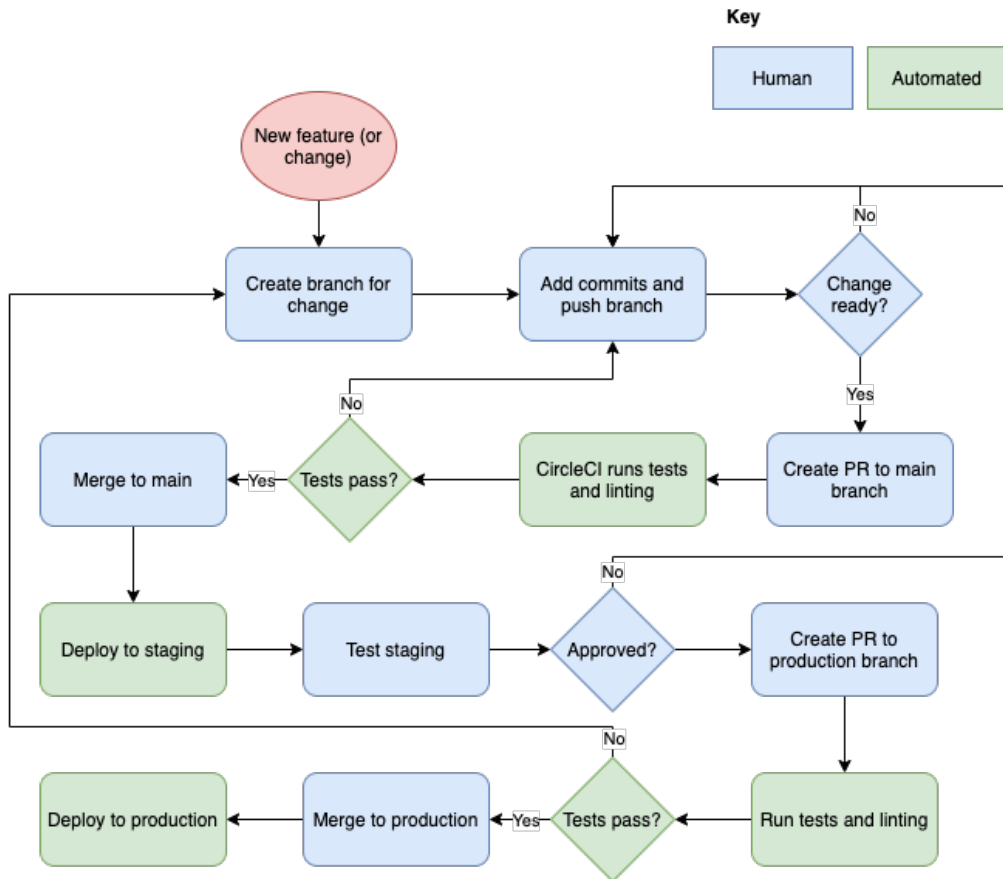 Key
Human
Automated
New feature (or
change)
No
Create branch for
change
Add commits and
push branch
Change
ready?
Yes
No
Merge to main
Yes
Tests pass?
CircleCI runs tests
and linting
Create PR to main
branch
No
Deploy to staging
Test staging
Approved?
Create PR to
production branch
No
Deploy to production
Merge to production
Yes
Tests pass?
Run tests and linting